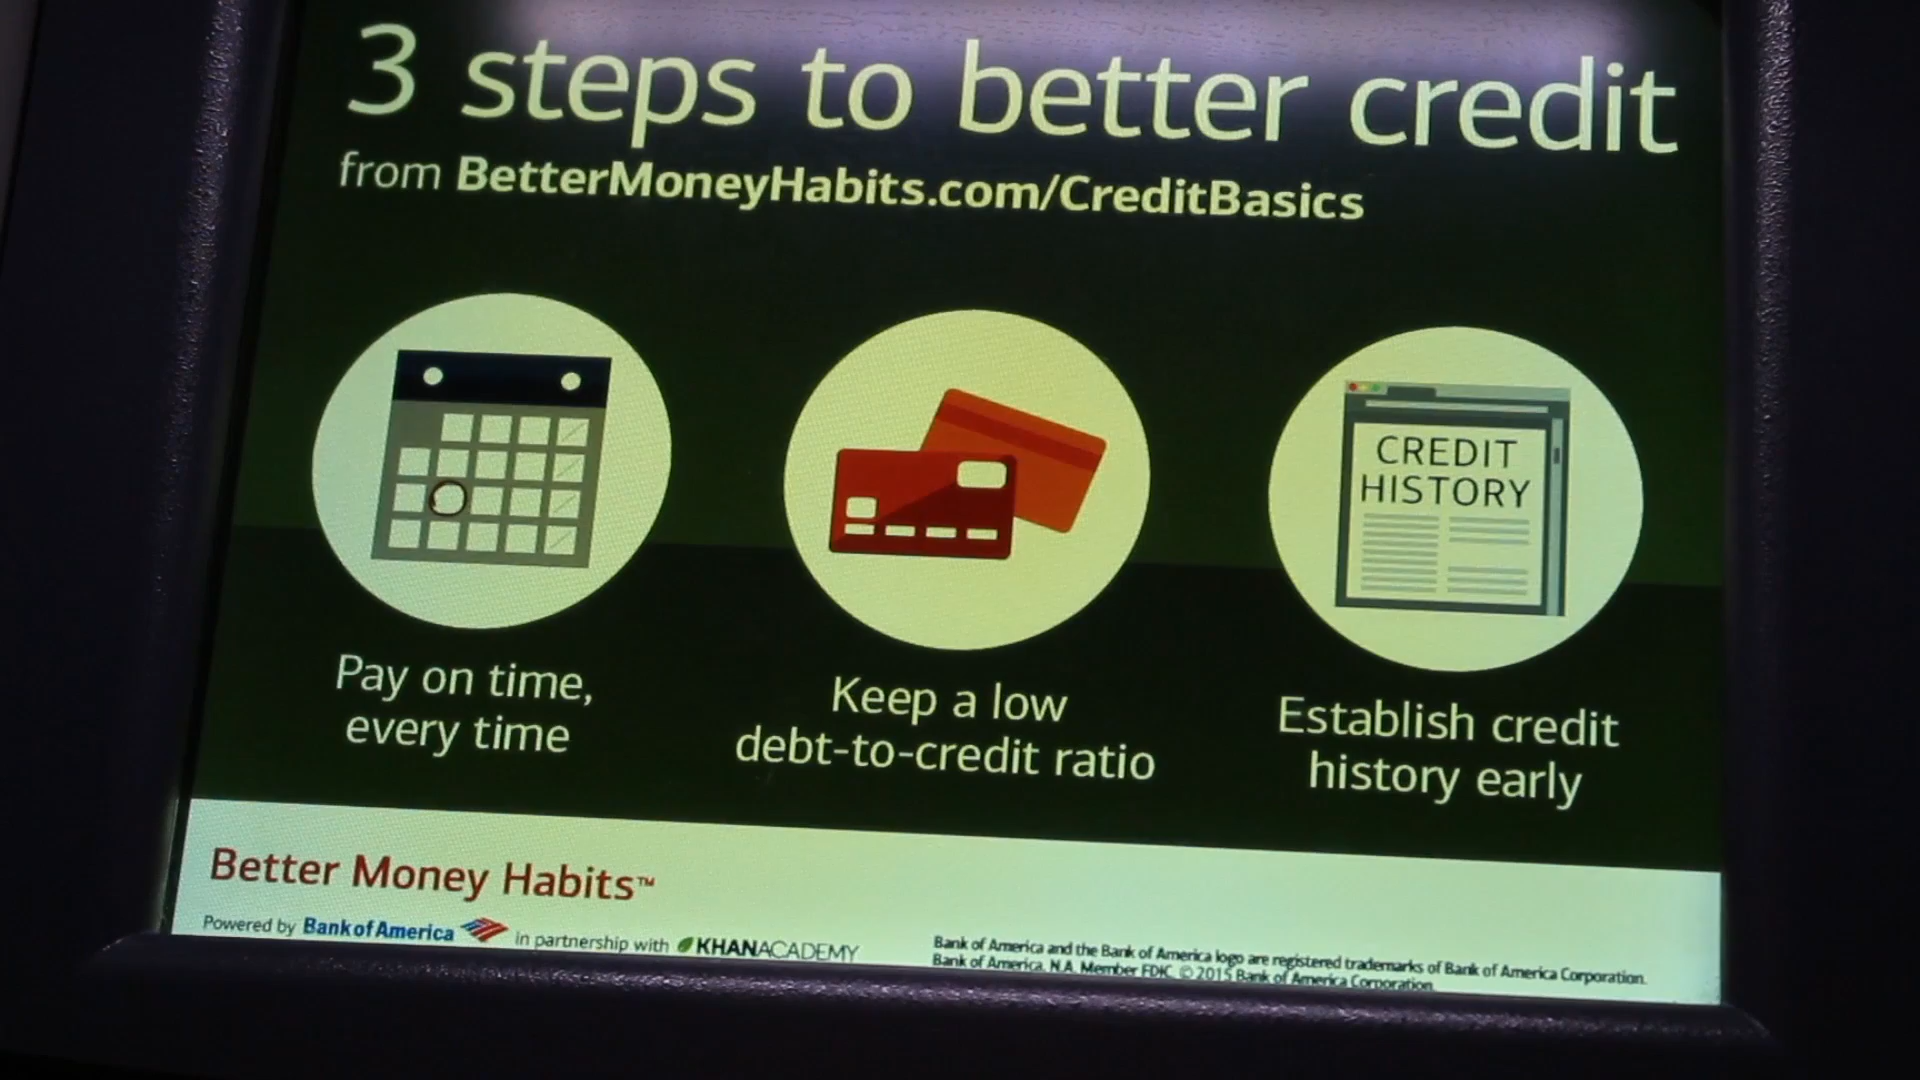 3 steps to better credit
from BetterMoneyHabits.com/CreditBasics
CREDIT
HISTORY
Pay on time,
every time
Keep a low
debt-to-credit ratio
Establish credit
history early
Better Money Habits™
Powered by Bank of America in partnership with KHANACADEMY
Bank of America and the Bank of America logo are registered trademarks of Bank of America Corporation.
Bank of America, N.A. Member FDIC. © 2015 Bank of America Corporation.